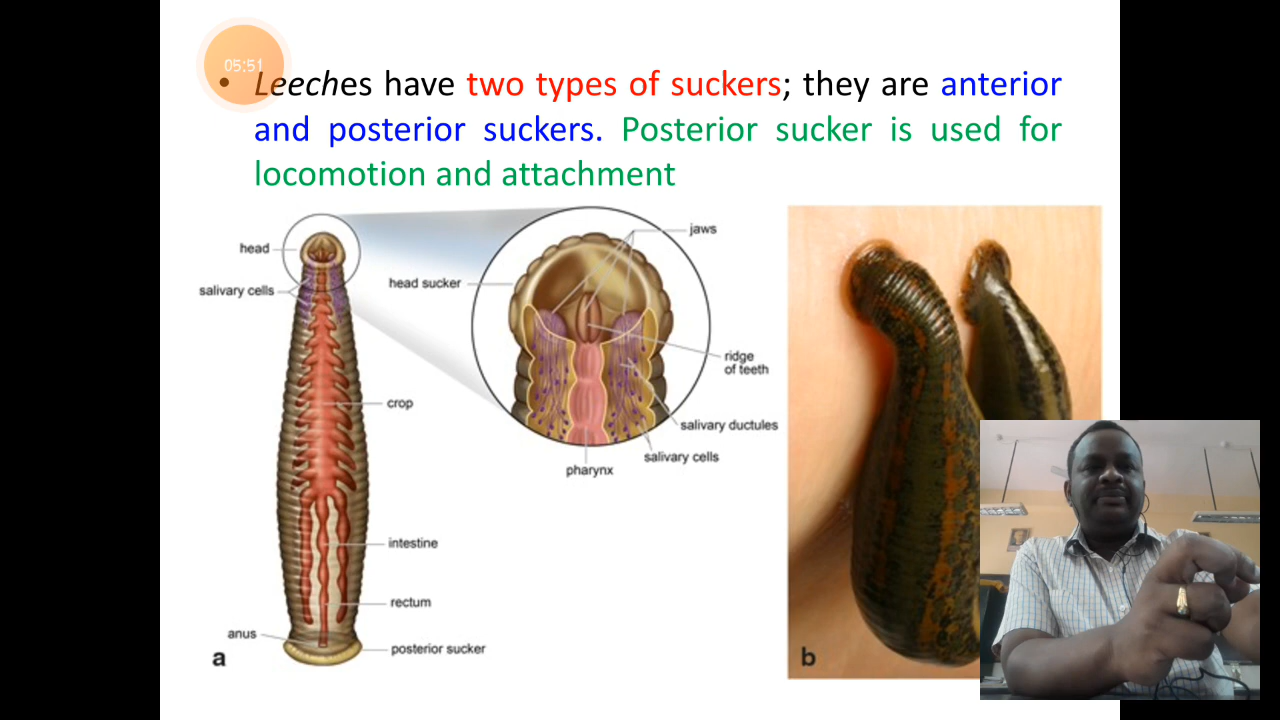 05:51
• Leeches have two types of suckers; they are anterior
and posterior suckers. Posterior sucker is used for
locomotion and attachment
head
salivary cells
crop
intestine
rectum
anus
posterior sucker
a
jaws
head sucker
ridge
of teeth
salivary ductules
salivary cells
pharynx
b